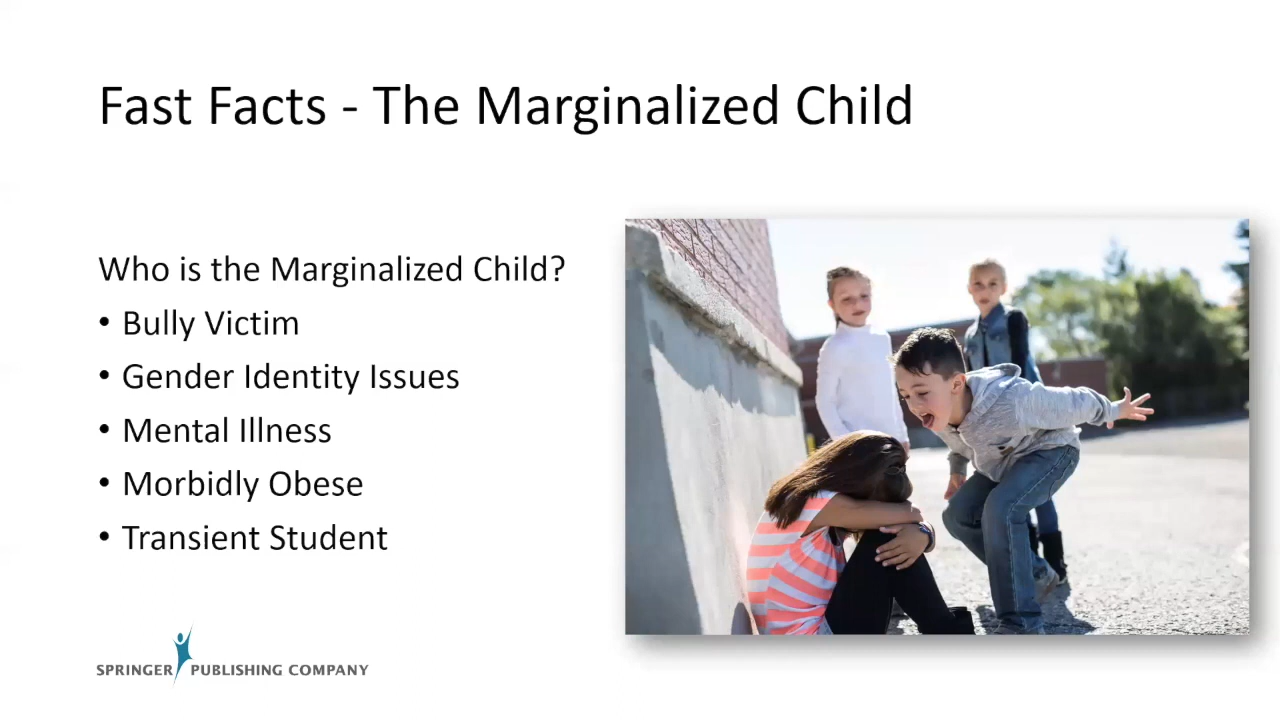 Fast Facts - The Marginalized Child
Who is the Marginalized Child?
• Bully Victim
• Gender Identity Issues
• Mental Illness
• Morbidly Obese
• Transient Student
SPRINGER PUBLISHING COMPANY